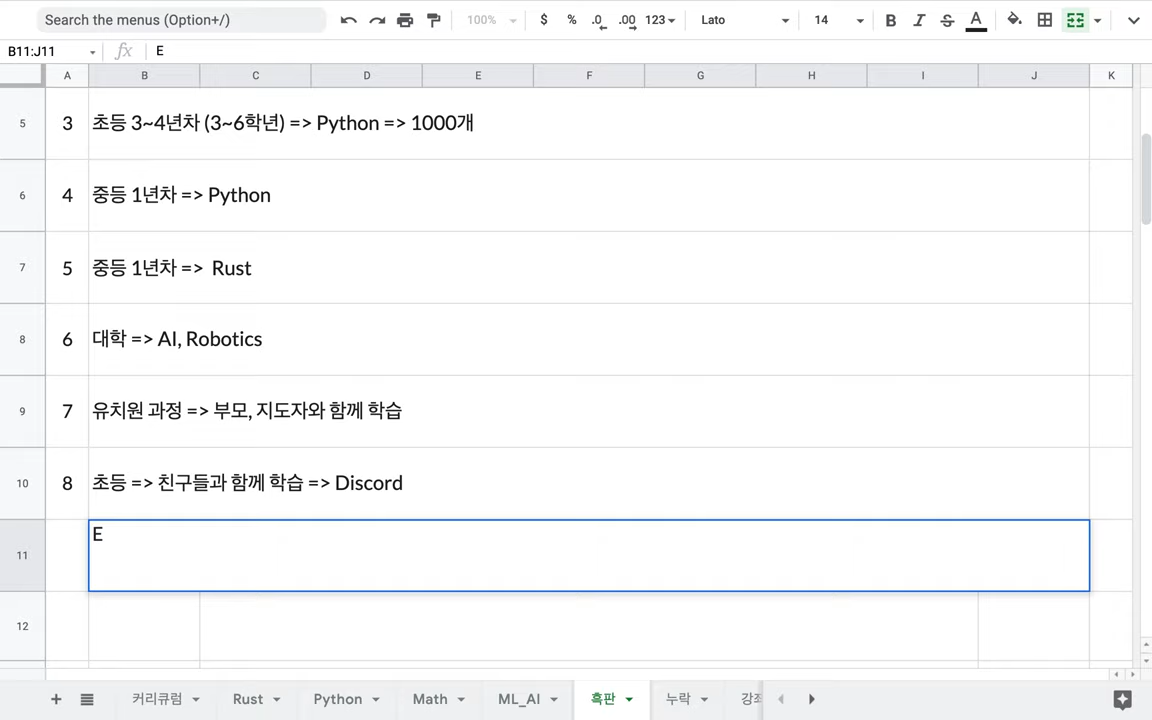 Search the menus (Option+/) 100% $ % .0 .00 123 Lato 14 B I S A
B11:J11 fx E
A B C D E F G H I J K
5 3 초등 3~4년차 (3~6학년) => Python => 1000개
6 4 중등 1년차 => Python
7 5 중등 1년차 => Rust
8 6 대학 => AI, Robotics
9 7 유치원 과정 => 부모, 지도자와 함께 학습
10 8 초등 => 친구들과 함께 학습 => Discord
11 E
12
+ 커리큐럼 Rust Python Math ML_AI 흑판 누락